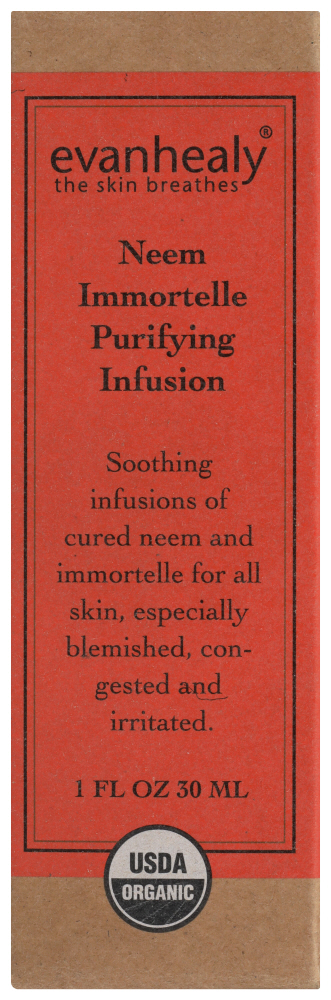 evanhealy®
the skin breathes
Neem
Immortelle
Purifying
Infusion
Soothing
infusions of
cured neem and
immortelle for all
skin, especially
blemished, con-
gested and
irritated.
1 FL OZ 30 ML
USDA
ORGANIC